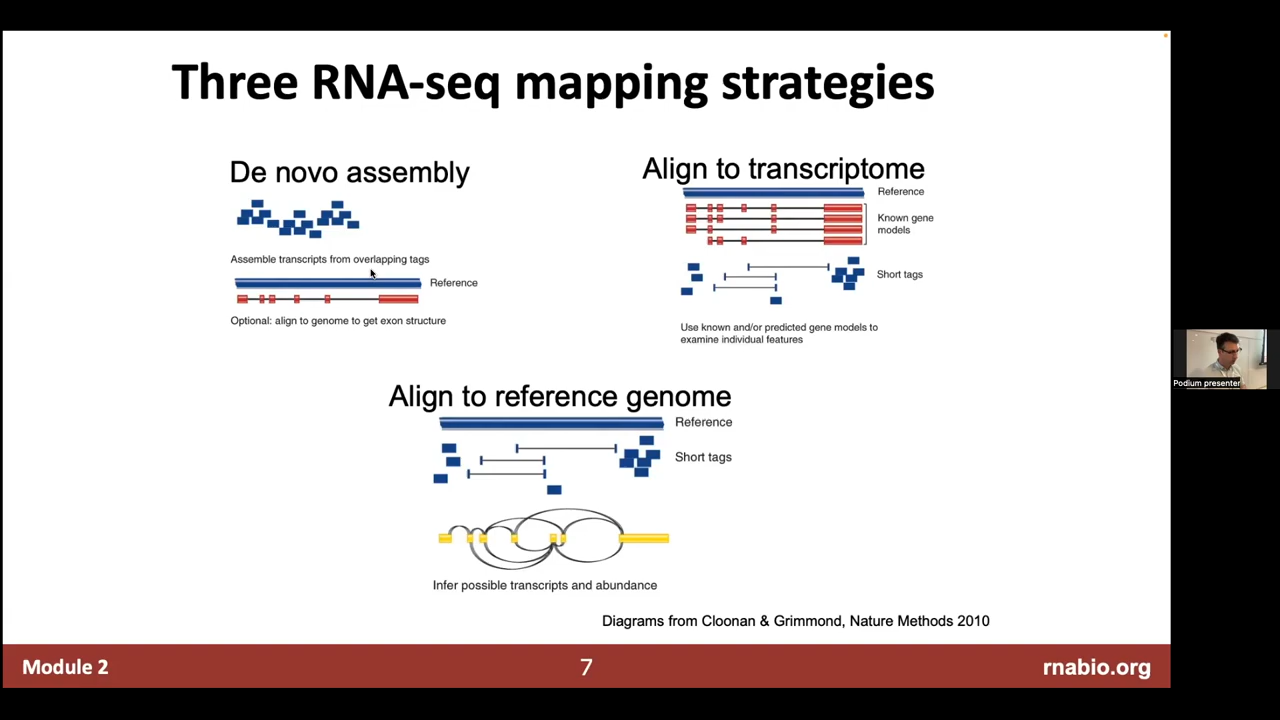 Three RNA-seq mapping strategies
De novo assembly
Assemble transcripts from overlapping tags
Reference
Optional: align to genome to get exon structure
Align to transcriptome
Reference
Known gene
models
Short tags
Use known and/or predicted gene models to
examine individual features
Align to reference genome
Reference
Short tags
Infer possible transcripts and abundance
Diagrams from Cloonan & Grimmond, Nature Methods 2010
Module 2
7
rnabio.org
Podium presenter